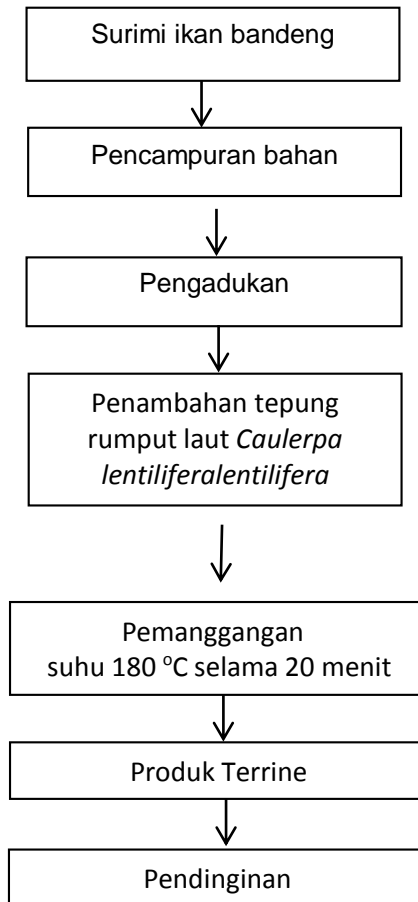 Surimi ikan bandeng
Pencampuran bahan
Pengadukan
Penambahan tepung
rumput laut Caulerpa
lentiliferalentilifera
Pemanggangan
suhu 180 °C selama 20 menit
Produk Terrine
Pendinginan